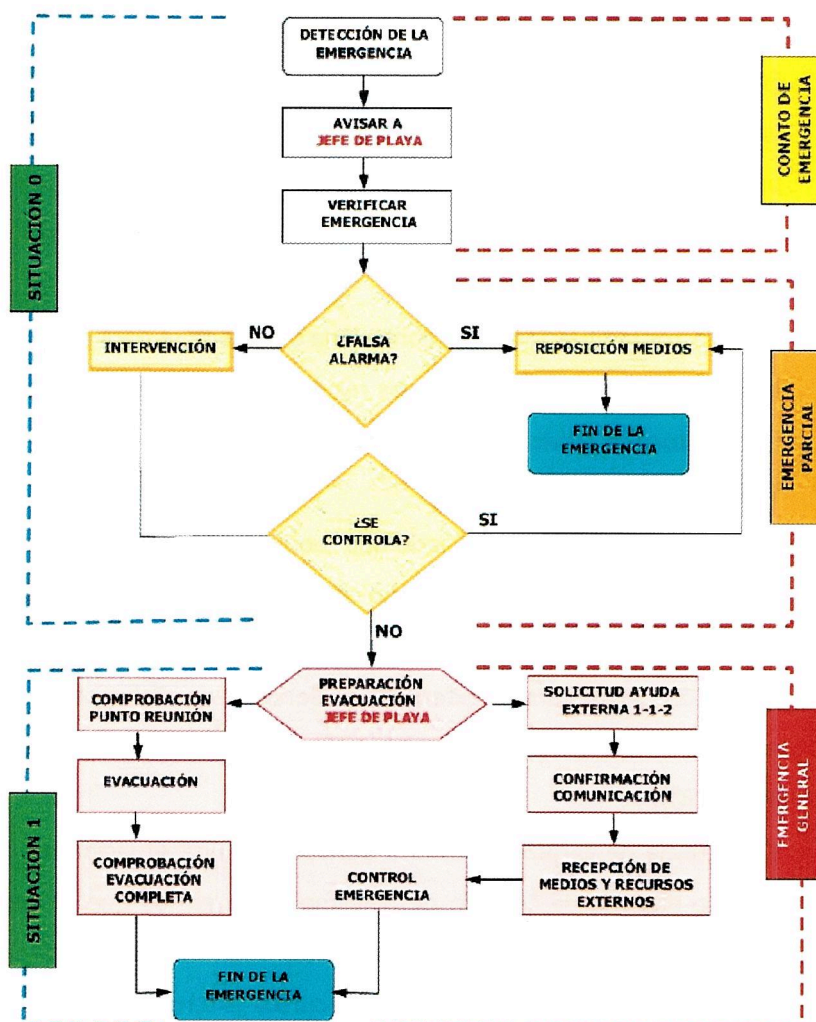 DETECCIÓN DE LA
EMERGENCIA
AVISAR A
JEFE DE PLAYA
VERIFICAR
EMERGENCIA
CONATO DE
EMERGENCIA
SITUACIÓN 0
¿FALSA
ALARMA?
NO
SI
INTERVENCIÓN
REPOSICIÓN MEDIOS
FIN DE LA
EMERGENCIA
EMERGENCIA
PARCIAL
¿SE
CONTROLA?
SI
NO
PREPARACIÓN
EVACUACIÓN
JEFE DE PLAYA
COMPROBACIÓN
PUNTO REUNIÓN
SOLICITUD AYUDA
EXTERNA 1-1-2
EVACUACIÓN
CONFIRMACIÓN
COMUNICACIÓN
EMERGENCIA
GENERAL
SITUACIÓN 1
COMPROBACIÓN
EVACUACIÓN
COMPLETA
CONTROL
EMERGENCIA
RECEPCIÓN DE
MEDIOS Y RECURSOS
EXTERNOS
FIN DE LA
EMERGENCIA